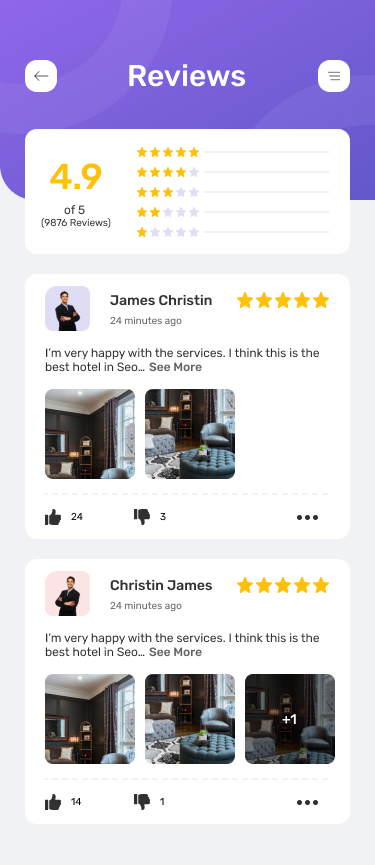 Reviews
4.9
of 5
(9876 Reviews)
James Christin
24 minutes ago
I'm very happy with the services. I think this is the
best hotel in Seo... See More
24
3
Christin James
24 minutes ago
I'm very happy with the services. I think this is the
best hotel in Seo... See More
+1
14
1